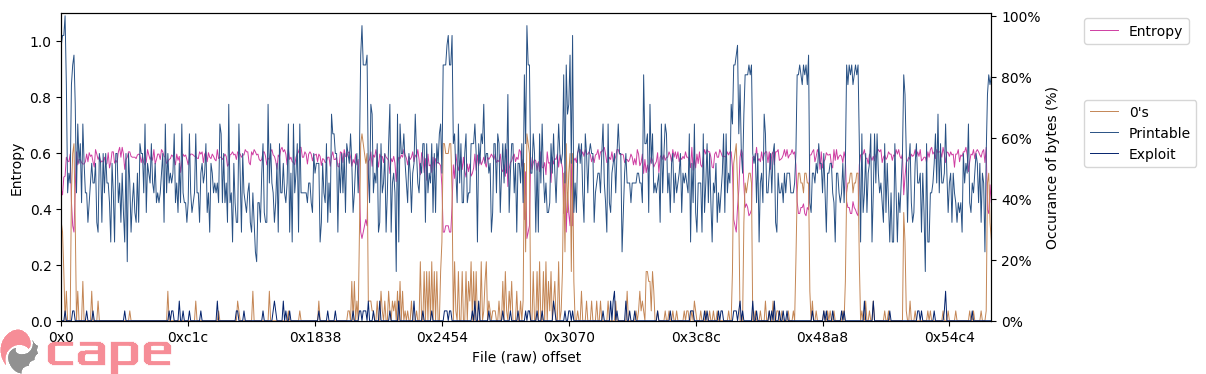 1.0
0.8
0.6
0.4
0.2
0.0
Entropy
100%
80%
60%
40%
20%
0%
Occurance of bytes (%)
Entropy
0's
Printable
Exploit
0x0
0xc1c
0x1838
0x2454
0x3070
0x3c8c
0x48a8
0x54c4
File (raw) offset
cape